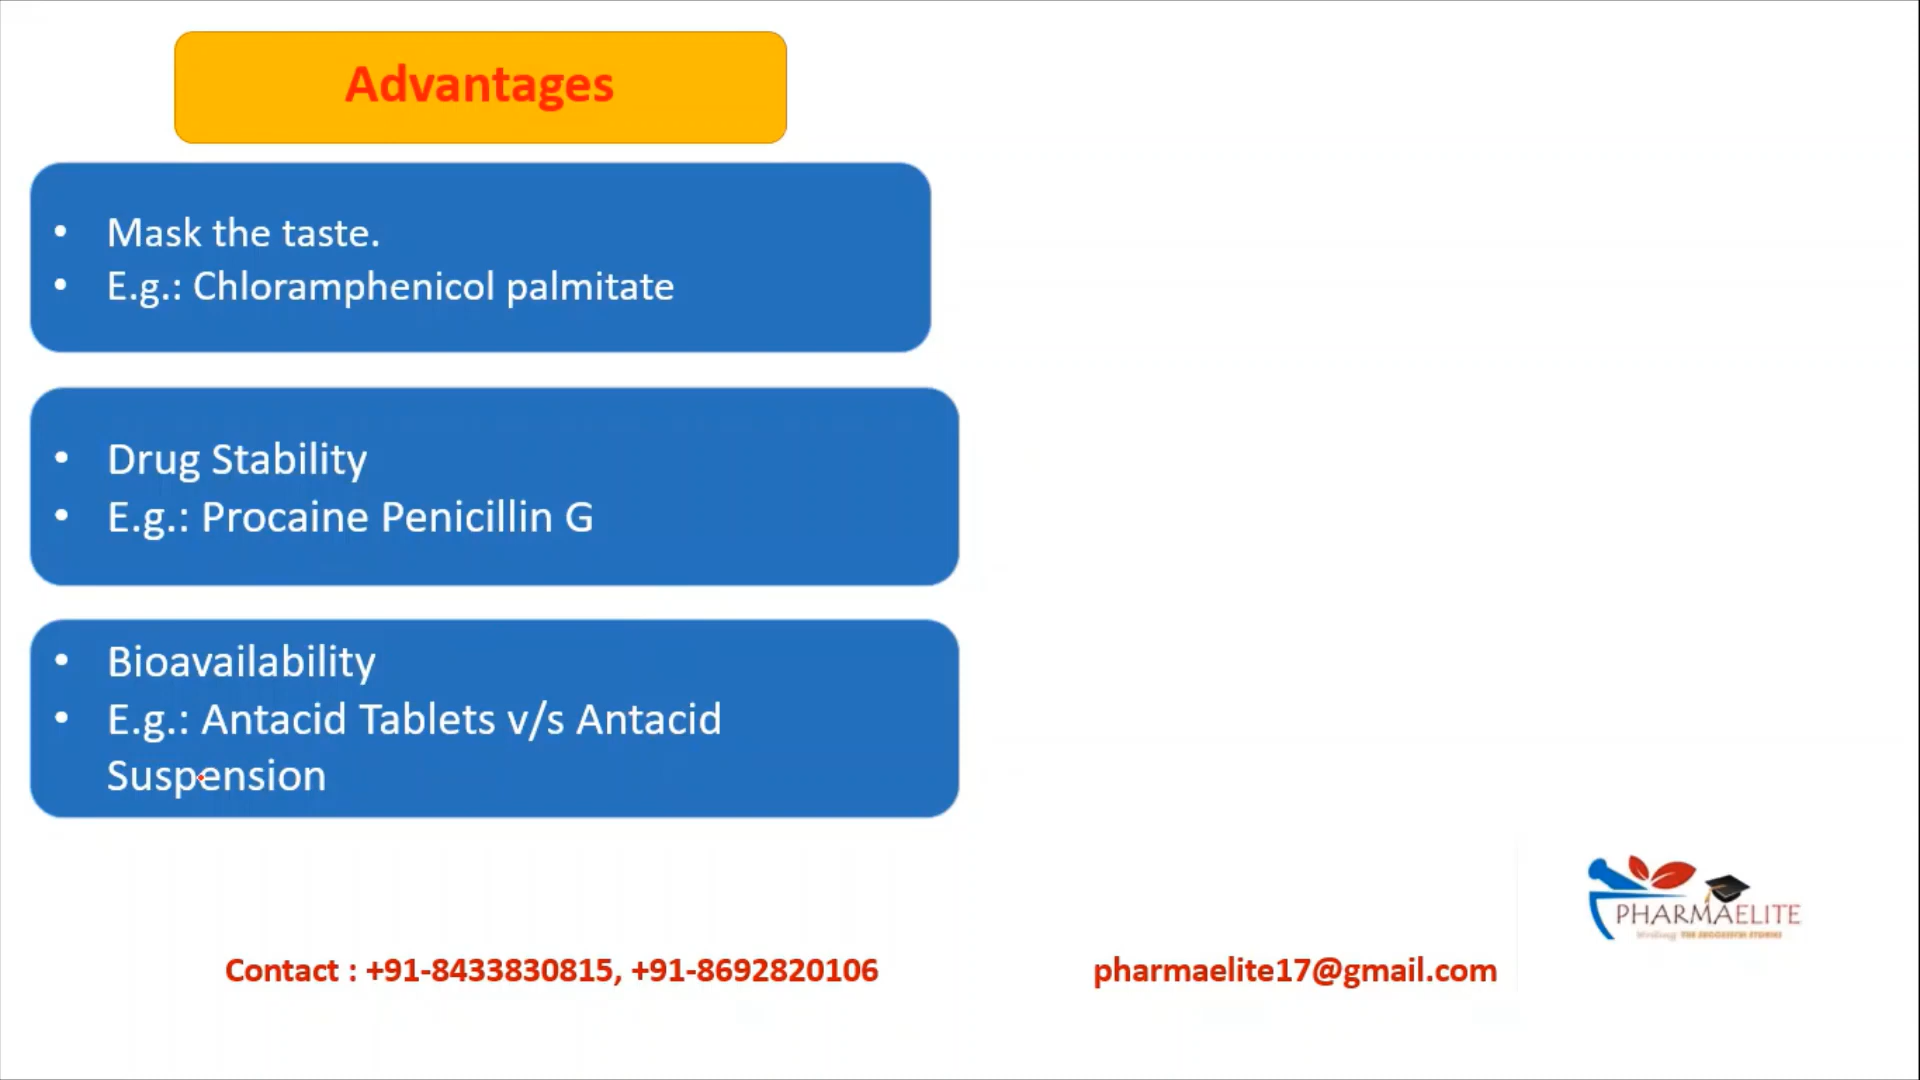 Advantages
• Mask the taste.
• E.g.: Chloramphenicol palmitate
• Drug Stability
• E.g.: Procaine Penicillin G
• Bioavailability
• E.g.: Antacid Tablets v/s Antacid
Suspension
PHARMAELITE
Contact : +91-8433830815, +91-8692820106
pharmaelite17@gmail.com